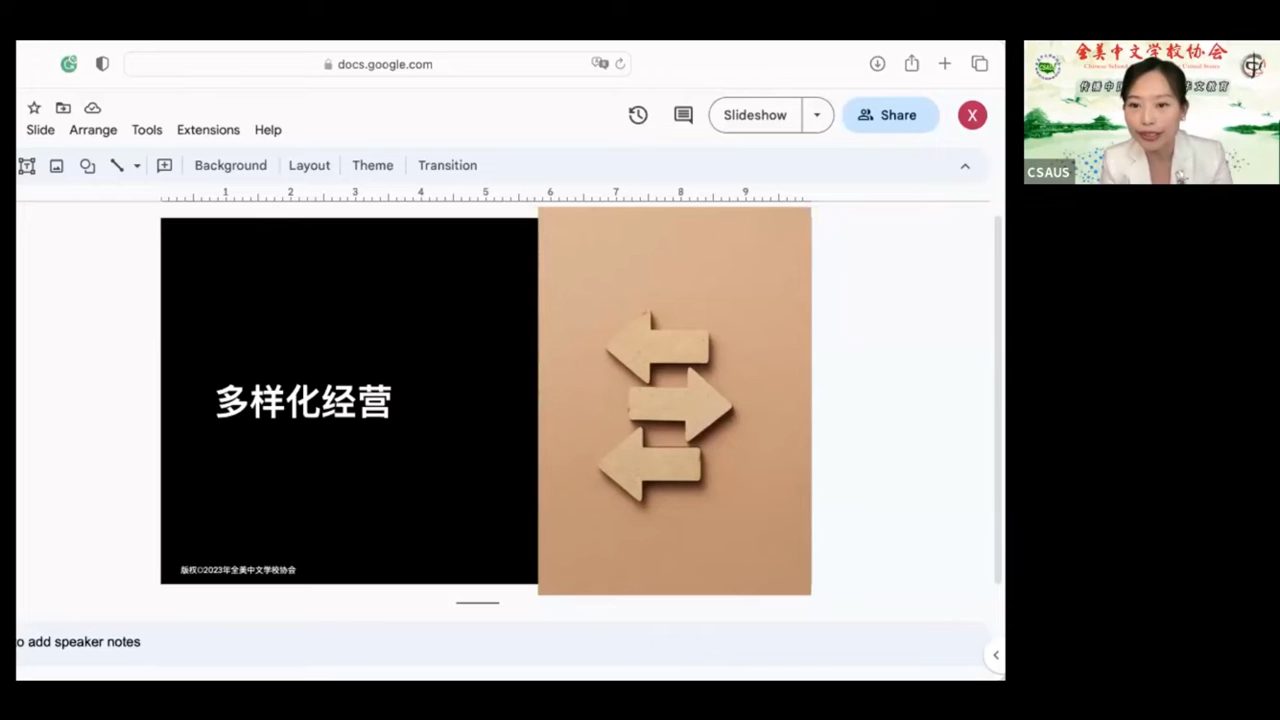 docs.google.com
Slide Arrange Tools Extensions Help
Slideshow
Share
X
Background Layout Theme Transition
1 2 3 4 5 6 7 8 9
多样化经营
版权©2023年全美中文学校协会
o add speaker notes
全美中文学校协会
CSAUS